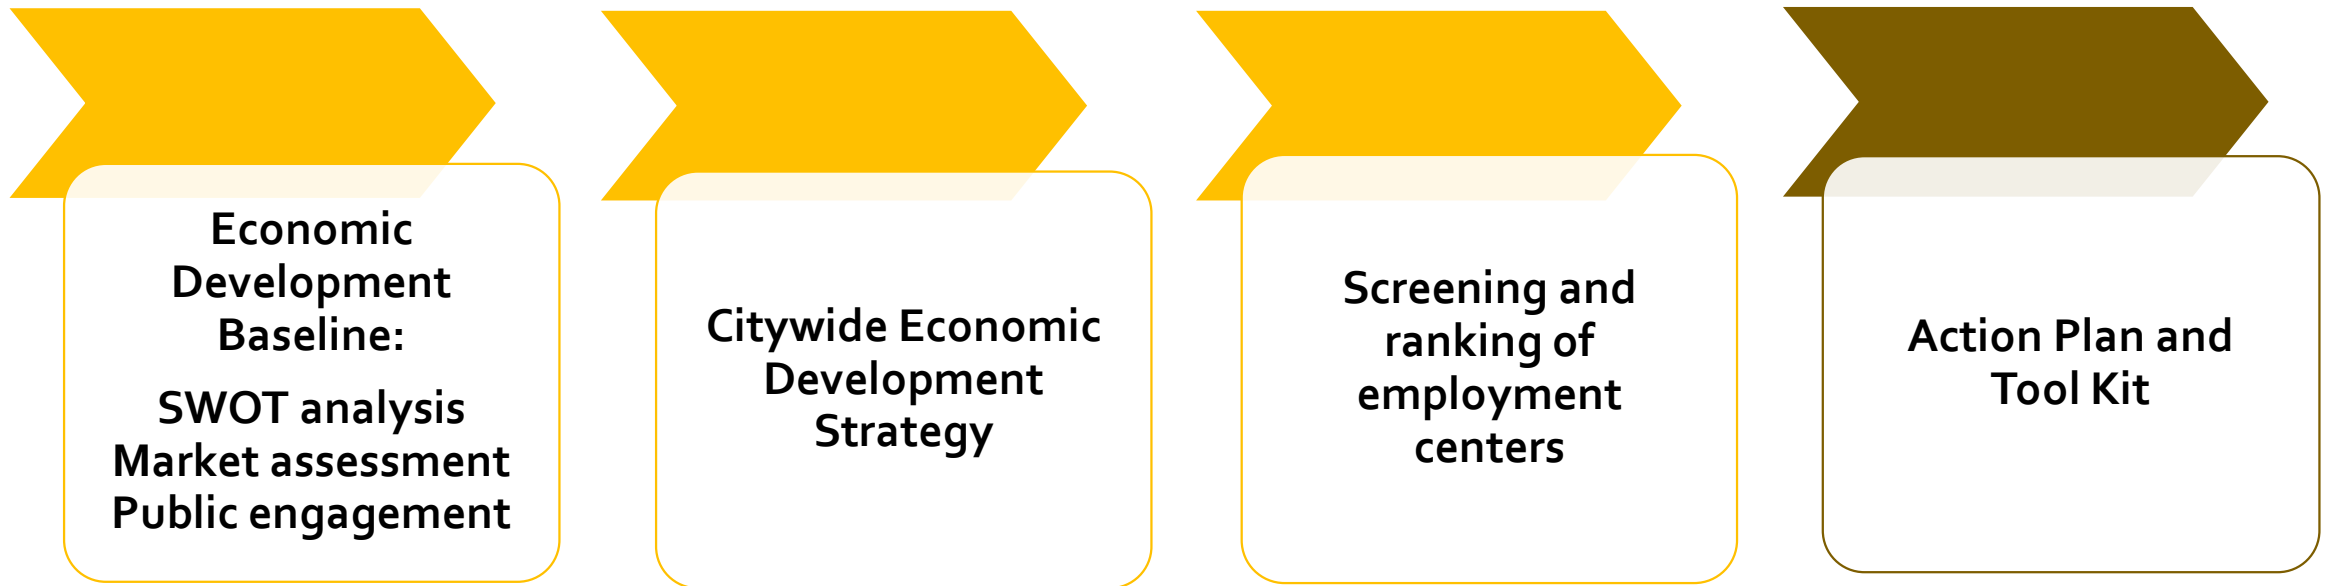 Economic
Development
Baseline:
SWOT analysis
Market assessment
Public engagement
Citywide Economic
Development
Strategy
Screening and
ranking of
employment
centers
Action Plan and
Tool Kit